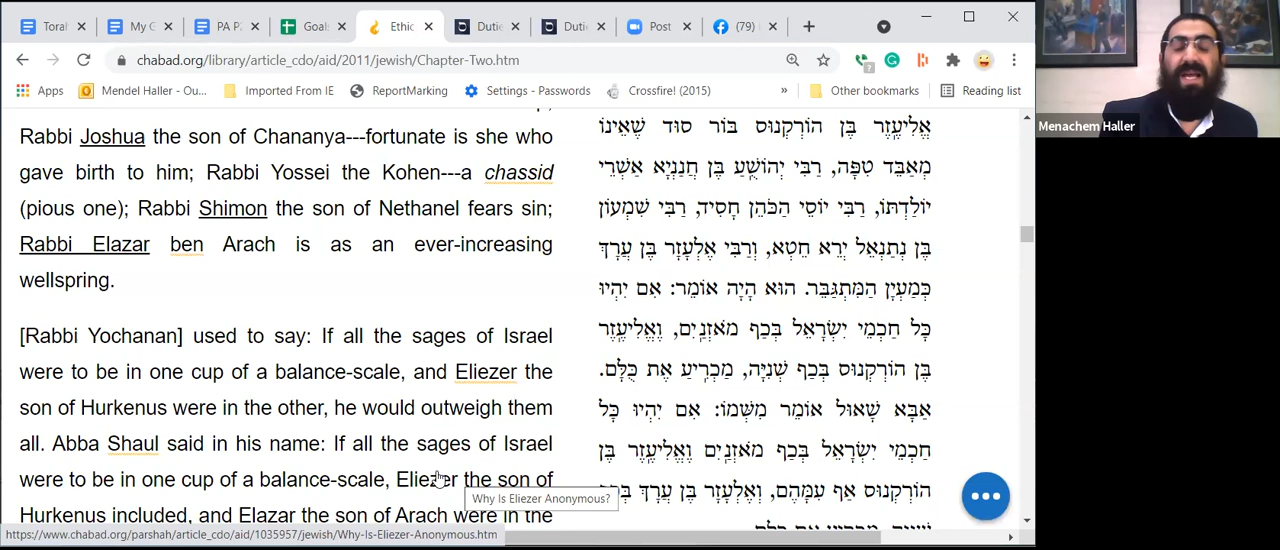 Torah
My G
PA P2
Goals
Ethic
Dutie
Dutie
Post
(79)
chabad.org/library/article_cdo/aid/2011/jewish/Chapter-Two.htm
Apps
Mendel Haller - Ou...
Imported From IE
ReportMarketing
Settings - Passwords
Crossfire! (2015)
»
Other bookmarks
Reading list
Menachem Haller
Rabbi Joshua the son of Chananya---fortunate is she who
gave birth to him; Rabbi Yossei the Kohen---a chassid
(pious one); Rabbi Shimon the son of Nethanel fears sin;
Rabbi Elazar ben Arach is as an ever-increasing
wellspring.
[Rabbi Yochanan] used to say: If all the sages of Israel
were to be in one cup of a balance-scale, and Eliezer the
son of Hurkenus were in the other, he would outweigh them
all. Abba Shaul said in his name: If all the sages of Israel
were to be in one cup of a balance-scale, Eliezer the son of
Hurkenus included, and Elazar the son of Arach were in the
אֱלִיעֶזֶר בֶּן הוֹרְקְנוּס בּוֹר סוּד שֶׁאֵינוֹ
מְאַבֵּד טִפָּה, רַבִּי יְהוֹשֻׁעַ בֶּן חֲנַנְיָא אַשְׁרֵי
יוֹלַדְתּוֹ, רַבִּי יוֹסֵי הַכֹּהֵן חָסִיד, רַבִּי שִׁמְעוֹן
בֶּן נְתַנְאֵל יְרֵא חֵטְא, וְרַבִּי אֶלְעָזָר בֶּן עֲרָךְ
כְּמַעְיָן הַמִּתְגַּבֵּר. הוּא הָיָה אוֹמֵר: אִם יִהְיוּ
כָּל חַכְמֵי יִשְׂרָאֵל בְּכַף מֹאזְנַיִם, וֶאֱלִיעֶזֶר
בֶּן הוֹרְקְנוּס בְּכַף שְׁנִיָּה, מַכְרִיעַ אֶת כֻּלָּם.
אַבָּא שָׁאוּל אוֹמֵר מִשְּׁמוֹ: אִם יִהְיוּ כָּל
חַכְמֵי יִשְׂרָאֵל בְּכַף מֹאזְנַיִם וֶאֱלִיעֶזֶר בֶּן
הוֹרְקְנוּס אַף עִמָּהֶם, וְאֶלְעָזָר בֶּן עֲרָךְ
Why Is Eliezer Anonymous?
https://www.chabad.org/parshah/article_cdo/aid/1035957/jewish/Why-Is-Eliezer-Anonymous.htm